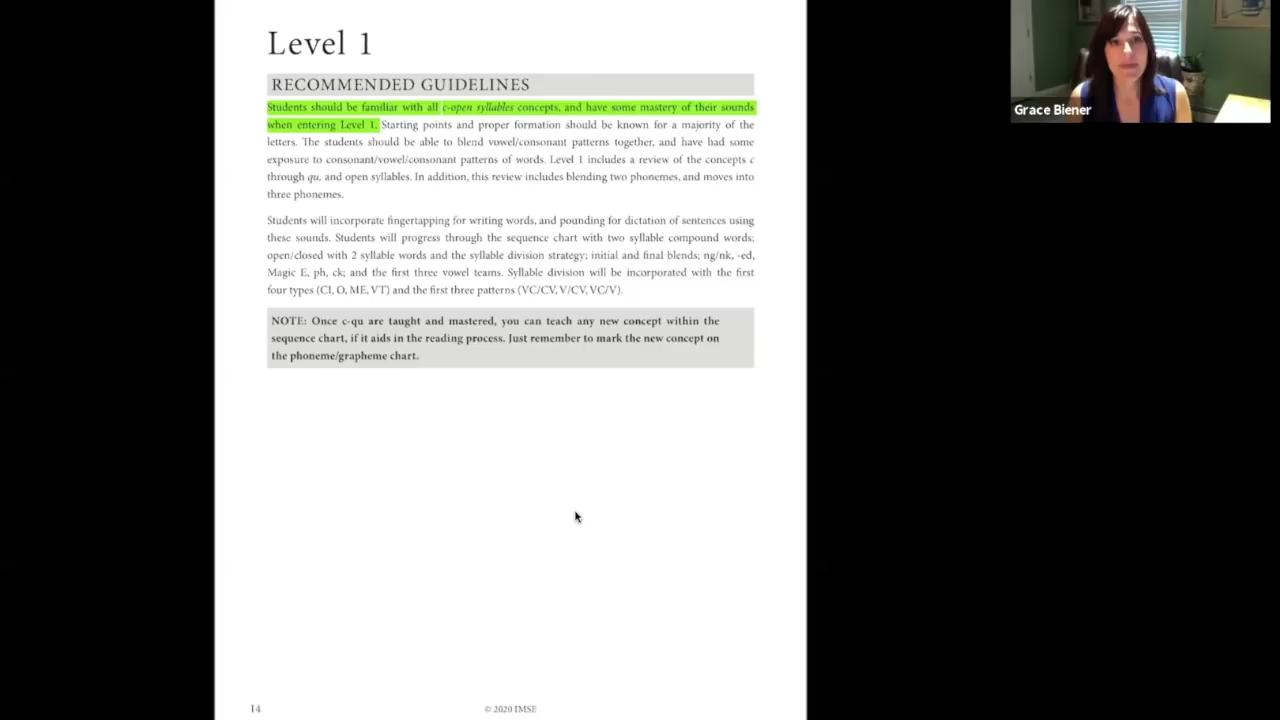 Level 1
RECOMMENDED GUIDELINES
Students should be familiar with all c-open syllables concepts, and have some mastery of their sounds
when entering Level 1. Starting points and proper formation should be known for a majority of the
letters. The students should be able to blend vowel/consonant patterns together, and have had some
exposure to consonant/vowel/consonant patterns of words. Level 1 includes a review of the concepts c
through qu, and open syllables. In addition, this review includes blending two phonemes, and moves into
three phonemes.
Students will incorporate fingertapping for writing words, and pounding for dictation of sentences using
these sounds. Students will progress through the sequence chart with two syllable compound words;
open/closed with 2 syllable words and the syllable division strategy; initial and final blends; ng/nk, -ed,
Magic E, ph, ck; and the first three vowel teams. Syllable division will be incorporated with the first
four types (Cl, O, ME, VT) and the first three patterns (VC/CV, V/CV, VC/V).
NOTE: Once c-qu are taught and mastered, you can teach any new concept within the
sequence chart, if it aids in the reading process. Just remember to mark the new concept on
the phoneme/grapheme chart.
14
© 2020 IMSE
Grace Biener